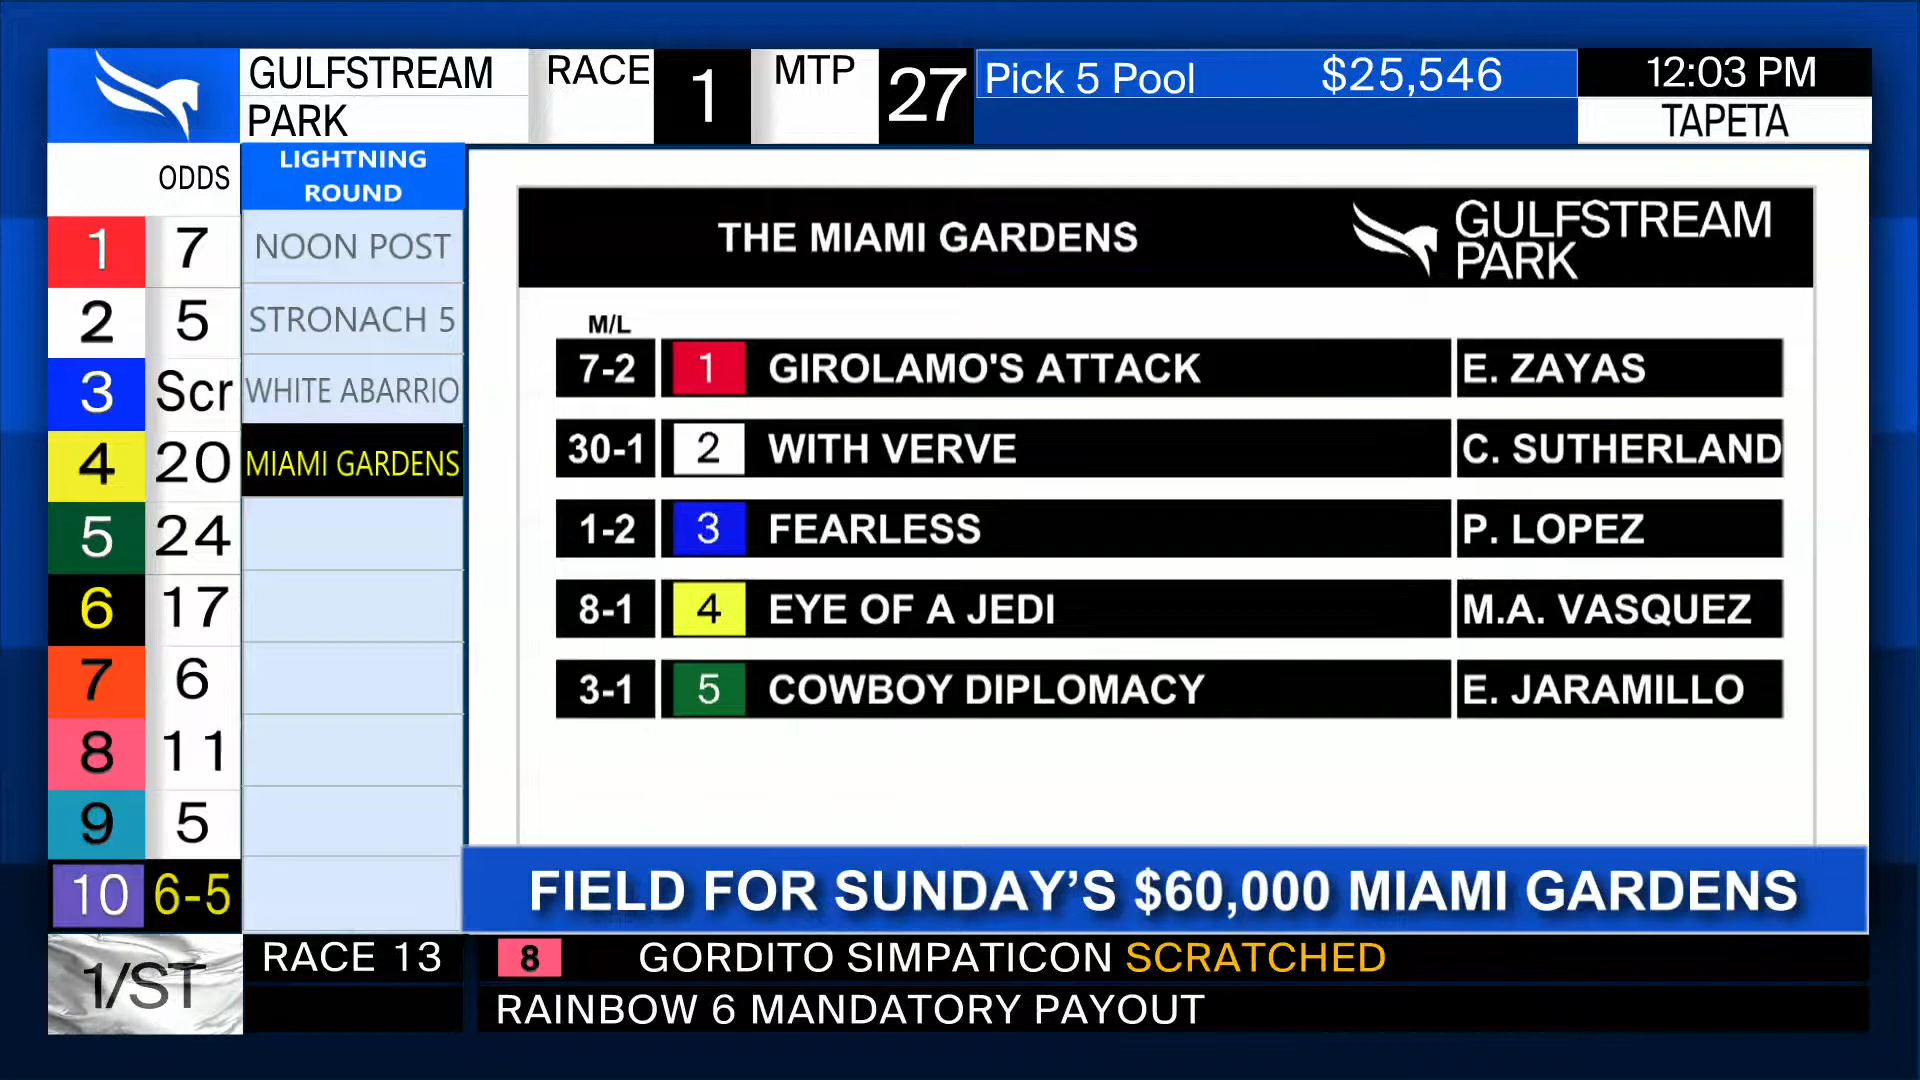 GULFSTREAM
PARK
RACE 1 MTP 27
Pick 5 Pool $25,546
12:03 PM
TAPETA
ODDS
1 7
2 5
3 Scr
4 20
5 24
6 17
7 6
8 11
9 5
10 6-5
LIGHTNING
ROUND
NOON POST
STRONACH 5
WHITE ABARRIO
MIAMI GARDENS
THE MIAMI GARDENS
GULFSTREAM
PARK
M/L
7-2 1 GIROLAMO'S ATTACK E. ZAYAS
30-1 2 WITH VERVE C. SUTHERLAND
1-2 3 FEARLESS P. LOPEZ
8-1 4 EYE OF A JEDI M.A. VASQUEZ
3-1 5 COWBOY DIPLOMACY E. JARAMILLO
FIELD FOR SUNDAY’S $60,000 MIAMI GARDENS
1/ST
RACE 13
8 GORDITO SIMPATICON SCRATCHED
RAINBOW 6 MANDATORY PAYOUT